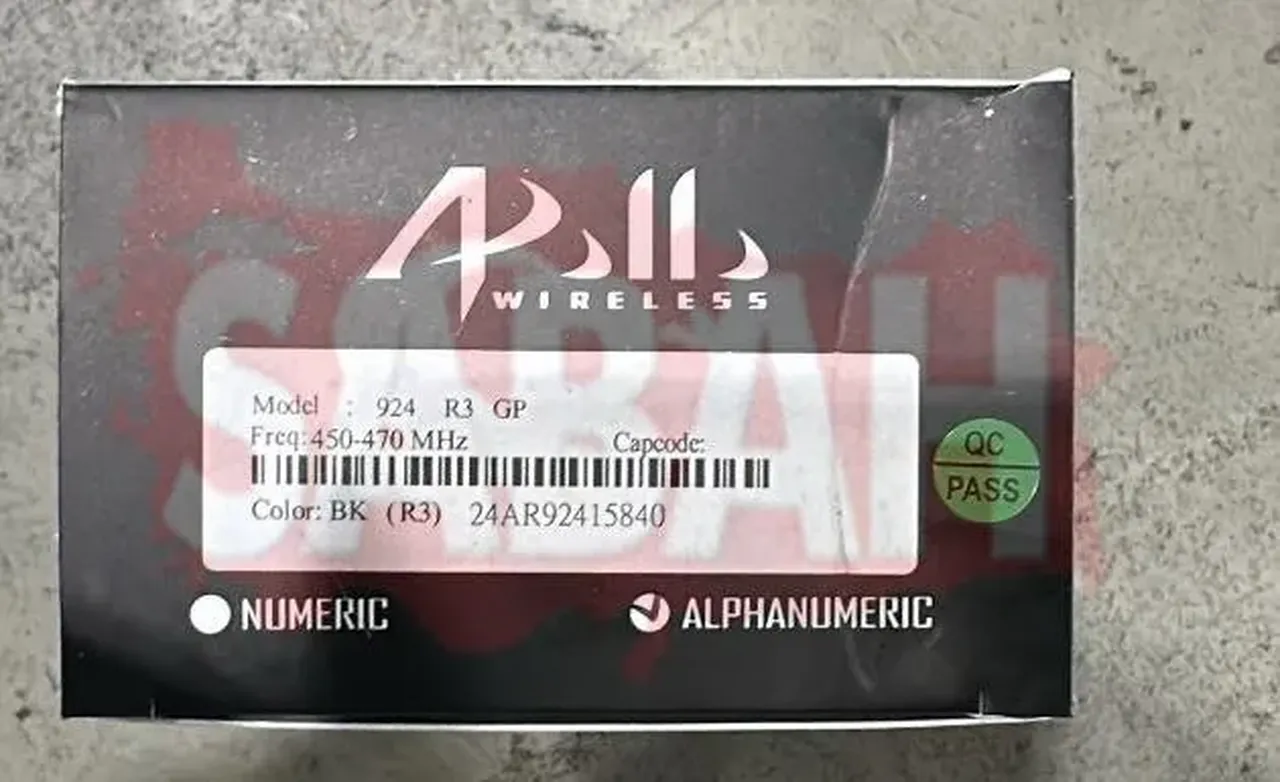 Apollo
WIRELESS
SABAH
Model : 924 R3 GP
Freq: 450-470 MHz Capcode:
Color: BK (R3) 24AR92415840
QC
PASS
NUMERIC
ALPHANUMERIC